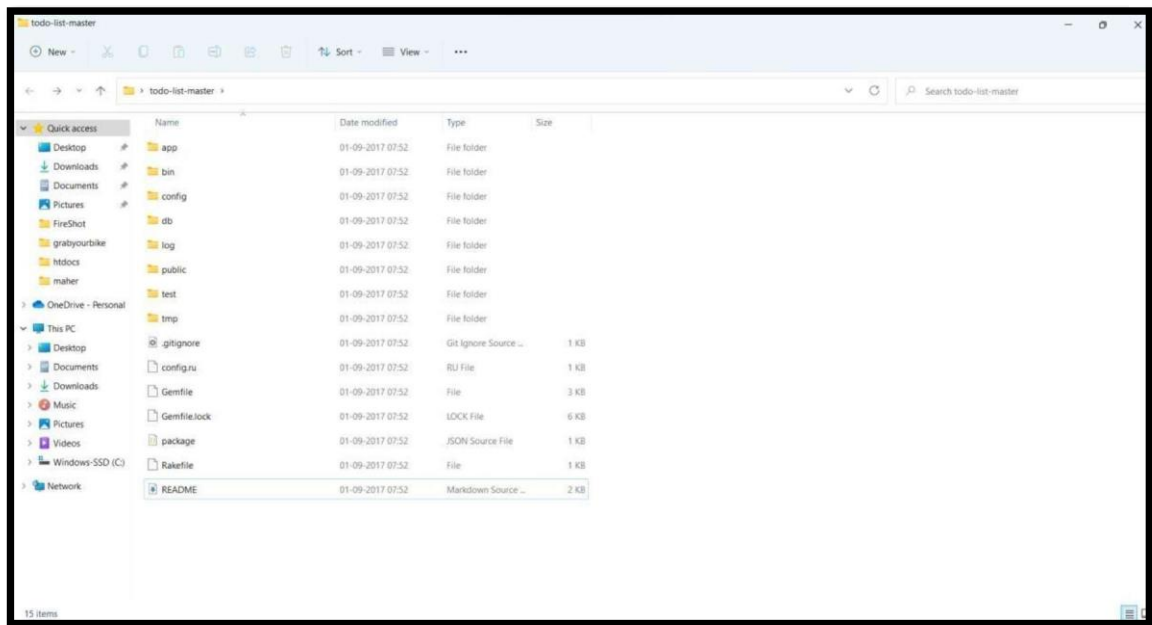 todo-list-master
New Sort View
todo-list-master
Search todo-list-master
Name Date modified Type Size
Quick access
Desktop
Downloads
Documents
Pictures
FireShot
grabyourbike
htdocs
maher
OneDrive - Personal
This PC
Desktop
Documents
Downloads
Music
Pictures
Videos
Windows-SSD (C:)
Network
app 01-09-2017 07:52 File folder
bin 01-09-2017 07:52 File folder
config 01-09-2017 07:52 File folder
db 01-09-2017 07:52 File folder
log 01-09-2017 07:52 File folder
public 01-09-2017 07:52 File folder
test 01-09-2017 07:52 File folder
tmp 01-09-2017 07:52 File folder
.gitignore 01-09-2017 07:52 Git Ignore Source ... 1 KB
config.ru 01-09-2017 07:52 RU File 1 KB
Gemfile 01-09-2017 07:52 File 3 KB
Gemfile.lock 01-09-2017 07:52 LOCK File 6 KB
package 01-09-2017 07:52 JSON Source File 1 KB
Rakefile 01-09-2017 07:52 File 1 KB
README 01-09-2017 07:52 Markdown Source ... 2 KB
15 items